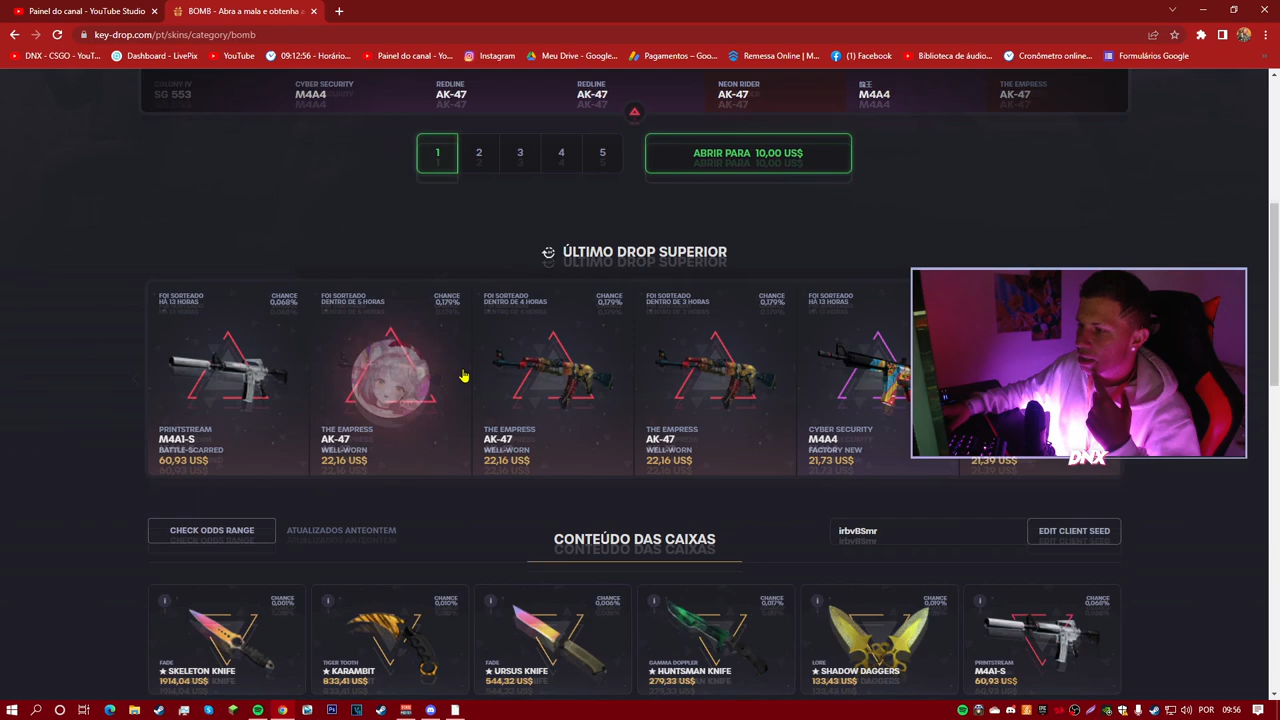 Painel do canal - YouTube Studio
BOMB - Abra a mala e obtenha a
key-drop.com/pt/skins/category/bomb
DNX - CSGO - YouT...
Dashboard - LivePix
YouTube
09:12:56 - Horário...
Painel do canal - Yo...
Instagram
Meu Drive - Google...
Pagamentos – Goo...
Remessa Online | M...
(1) Facebook
Biblioteca de áudio...
Cronômetro online...
Formulários Google
COLONY IV
SG 553
CYBER SECURITY
M4A4
REDLINE
AK-47
REDLINE
AK-47
NEON RIDER
AK-47
龍王
M4A4
THE EMPRESS
AK-47
1
2
3
4
5
ABRIR PARA 10,00 US$
ÚLTIMO DROP SUPERIOR
FOI SORTEADO
HÁ 13 HORAS
CHANCE
0,068%
PRINTSTREAM
M4A1-S
BATTLE-SCARRED
60,93 US$
FOI SORTEADO
DENTRO DE 5 HORAS
CHANCE
0,179%
THE EMPRESS
AK-47
WELL-WORN
22,16 US$
FOI SORTEADO
DENTRO DE 4 HORAS
CHANCE
0,179%
THE EMPRESS
AK-47
WELL-WORN
22,16 US$
FOI SORTEADO
DENTRO DE 3 HORAS
CHANCE
0,179%
THE EMPRESS
AK-47
WELL-WORN
22,16 US$
FOI SORTEADO
HÁ 13 HORAS
CYBER SECURITY
M4A4
FACTORY NEW
21,73 US$
21,39 US$
DNX
CHECK ODDS RANGE
ATUALIZADOS ANTEONTEM
CONTEÚDO DAS CAIXAS
irbvBSmr
EDIT CLIENT SEED
CHANCE
0,001%
FADE
★ SKELETON KNIFE
1914,04 US$
CHANCE
0,010%
TIGER TOOTH
★ KARAMBIT
833,41 US$
CHANCE
0,006%
FADE
★ URSUS KNIFE
544,32 US$
CHANCE
0,017%
GAMMA DOPPLER
★ HUNTSMAN KNIFE
279,33 US$
CHANCE
0,019%
LORE
★ SHADOW DAGGERS
133,43 US$
CHANCE
0,068%
PRINTSTREAM
M4A1-S
60,93 US$
POR
09:56